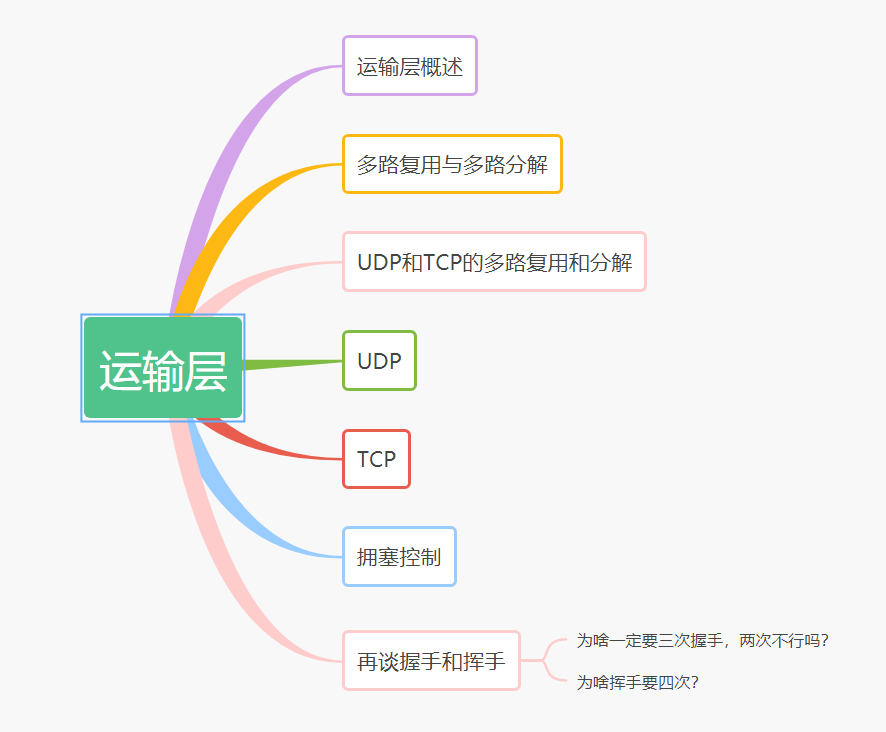 运输层概述
多路复用与多路分解
UDP和TCP的多路复用和分解
运输层
UDP
TCP
拥塞控制
再谈握手和挥手
为啥一定要三次握手，两次不行吗？
为啥挥手要四次？